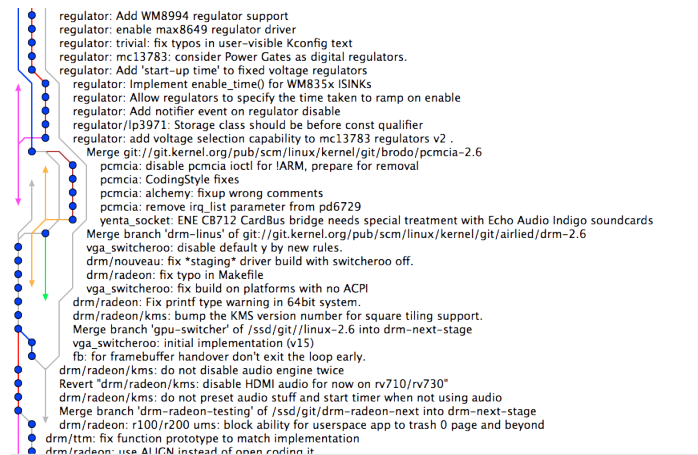 regulator: Add WM8994 regulator support
regulator: enable max8649 regulator driver
regulator: trivial: fix typos in user-visible Kconfig text
regulator: mc13783: consider Power Gates as digital regulators.
regulator: Add 'start-up time' to fixed voltage regulators
regulator: Implement enable_time() for WM835x ISINKs
regulator: Allow regulators to specify the time taken to ramp on enable
regulator: Add notifier event on regulator disable
regulator/lp3971: Storage class should be before const qualifier
regulator: add voltage selection capability to mc13783 regulators v2 .
Merge git://git.kernel.org/pub/scm/linux/kernel/git/brodo/pcmcia-2.6
pcmcia: disable pcmcia ioctl for !ARM, prepare for removal
pcmcia: CodingStyle fixes
pcmcia: alchemy: fixup wrong comments
pcmcia: remove irq_list parameter from pd6729
yenta_socket: ENE CB712 CardBus bridge needs special treatment with Echo Audio Indigo soundcards
Merge branch 'drm-linus' of git://git.kernel.org/pub/scm/linux/kernel/git/airlied/drm-2.6
vga_switcheroo: disable default y by new rules.
drm/nouveau: fix *staging* driver build with switcheroo off.
drm/radeon: fix typo in Makefile
vga_switcheroo: fix build on platforms with no ACPI
drm/radeon: Fix printf type warning in 64bit system.
drm/radeon/kms: bump the KMS version number for square tiling support.
Merge branch 'gpu-switcher' of /ssd/git//linux-2.6 into drm-next-stage
vga_switcheroo: initial implementation (v15)
fb: for framebuffer handover don't exit the loop early.
drm/radeon/kms: do not disable audio engine twice
Revert "drm/radeon/kms: disable HDMI audio for now on rv710/rv730"
drm/radeon/kms: do not preset audio stuff and start timer when not using audio
Merge branch 'drm-radeon-testing' of /ssd/git/drm-radeon-next into drm-next-stage
drm/radeon: r100/r200 ums: block ability for userspace app to trash 0 page and beyond
drm/ttm: fix function prototype to match implementation
drm/radeon: use ALIGN instead of open coding it